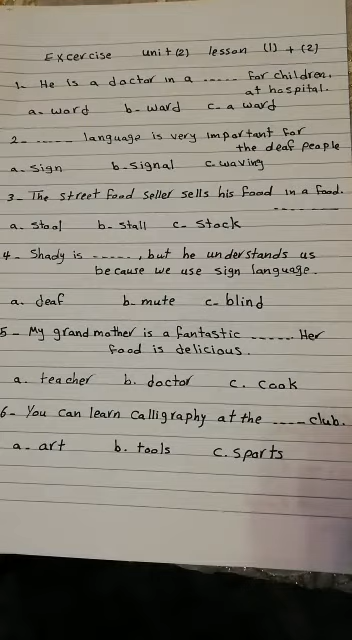 Excercise unit (2) lesson (1) + (2)
1- He is a doctor in a ..... for children.
at hospital.
a- word b- ward c- a ward
2- ..... language is very important for
the deaf people
a. sign b- signal c. waving
3- The street food seller sells his food in a food.
.......
a. stool b- stall c- stock
4- Shady is ......, but he understands us
because we use sign language.
a. deaf b. mute c- blind
5- My grandmother is a fantastic ...... Her
food is delicious.
a. teacher b. doctor c. cook
6- You can learn calligraphy at the .... club.
a- art b. tools c. sports